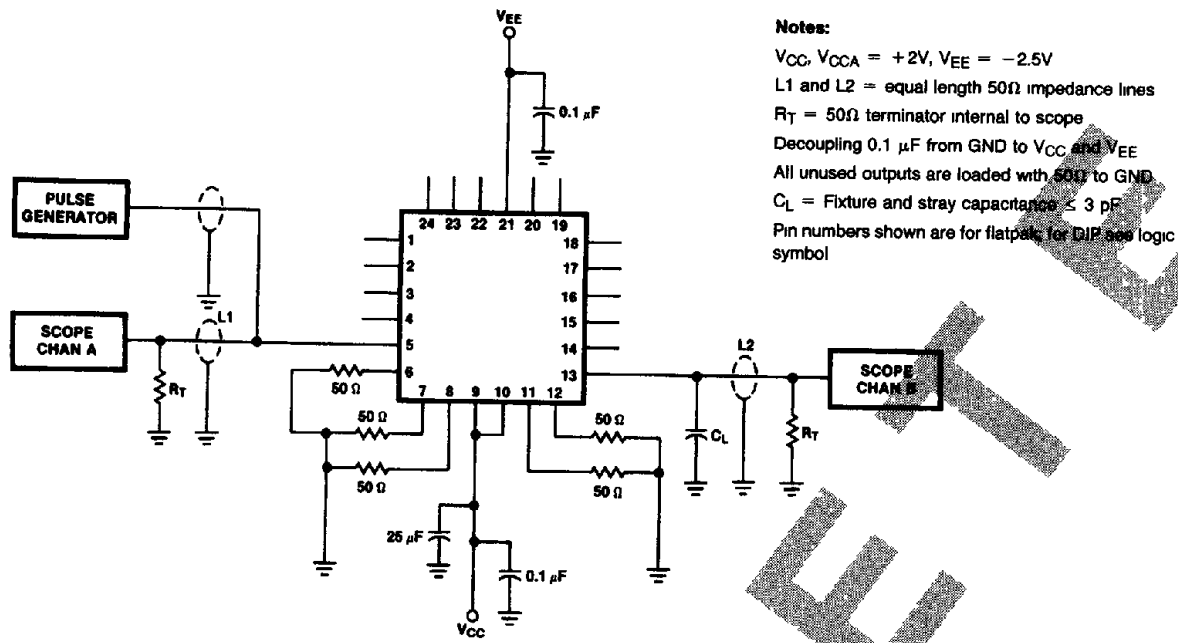 VEE
0.1 µF
Notes:
VCC, VCCA = +2V, VEE = −2.5V
L1 and L2 = equal length 50Ω impedance lines
RT = 50Ω terminator internal to scope
Decoupling 0.1 µF from GND to VCC and VEE
All unused outputs are loaded with 50Ω to GND
CL = Fixture and stray capacitance ≤ 3 pF
Pin numbers shown are for flatpak; for DIP see logic
symbol
PULSE
GENERATOR
SCOPE
CHAN A
L1
RT
24 23 22 21 20 19
1
2
3
4
5
6
7 8 9 10 11 12
18
17
16
15
14
13
50 Ω
50 Ω
50 Ω
50 Ω
50 Ω
25 µF
0.1 µF
VCC
L2
CL
RT
SCOPE
CHAN B
E T E